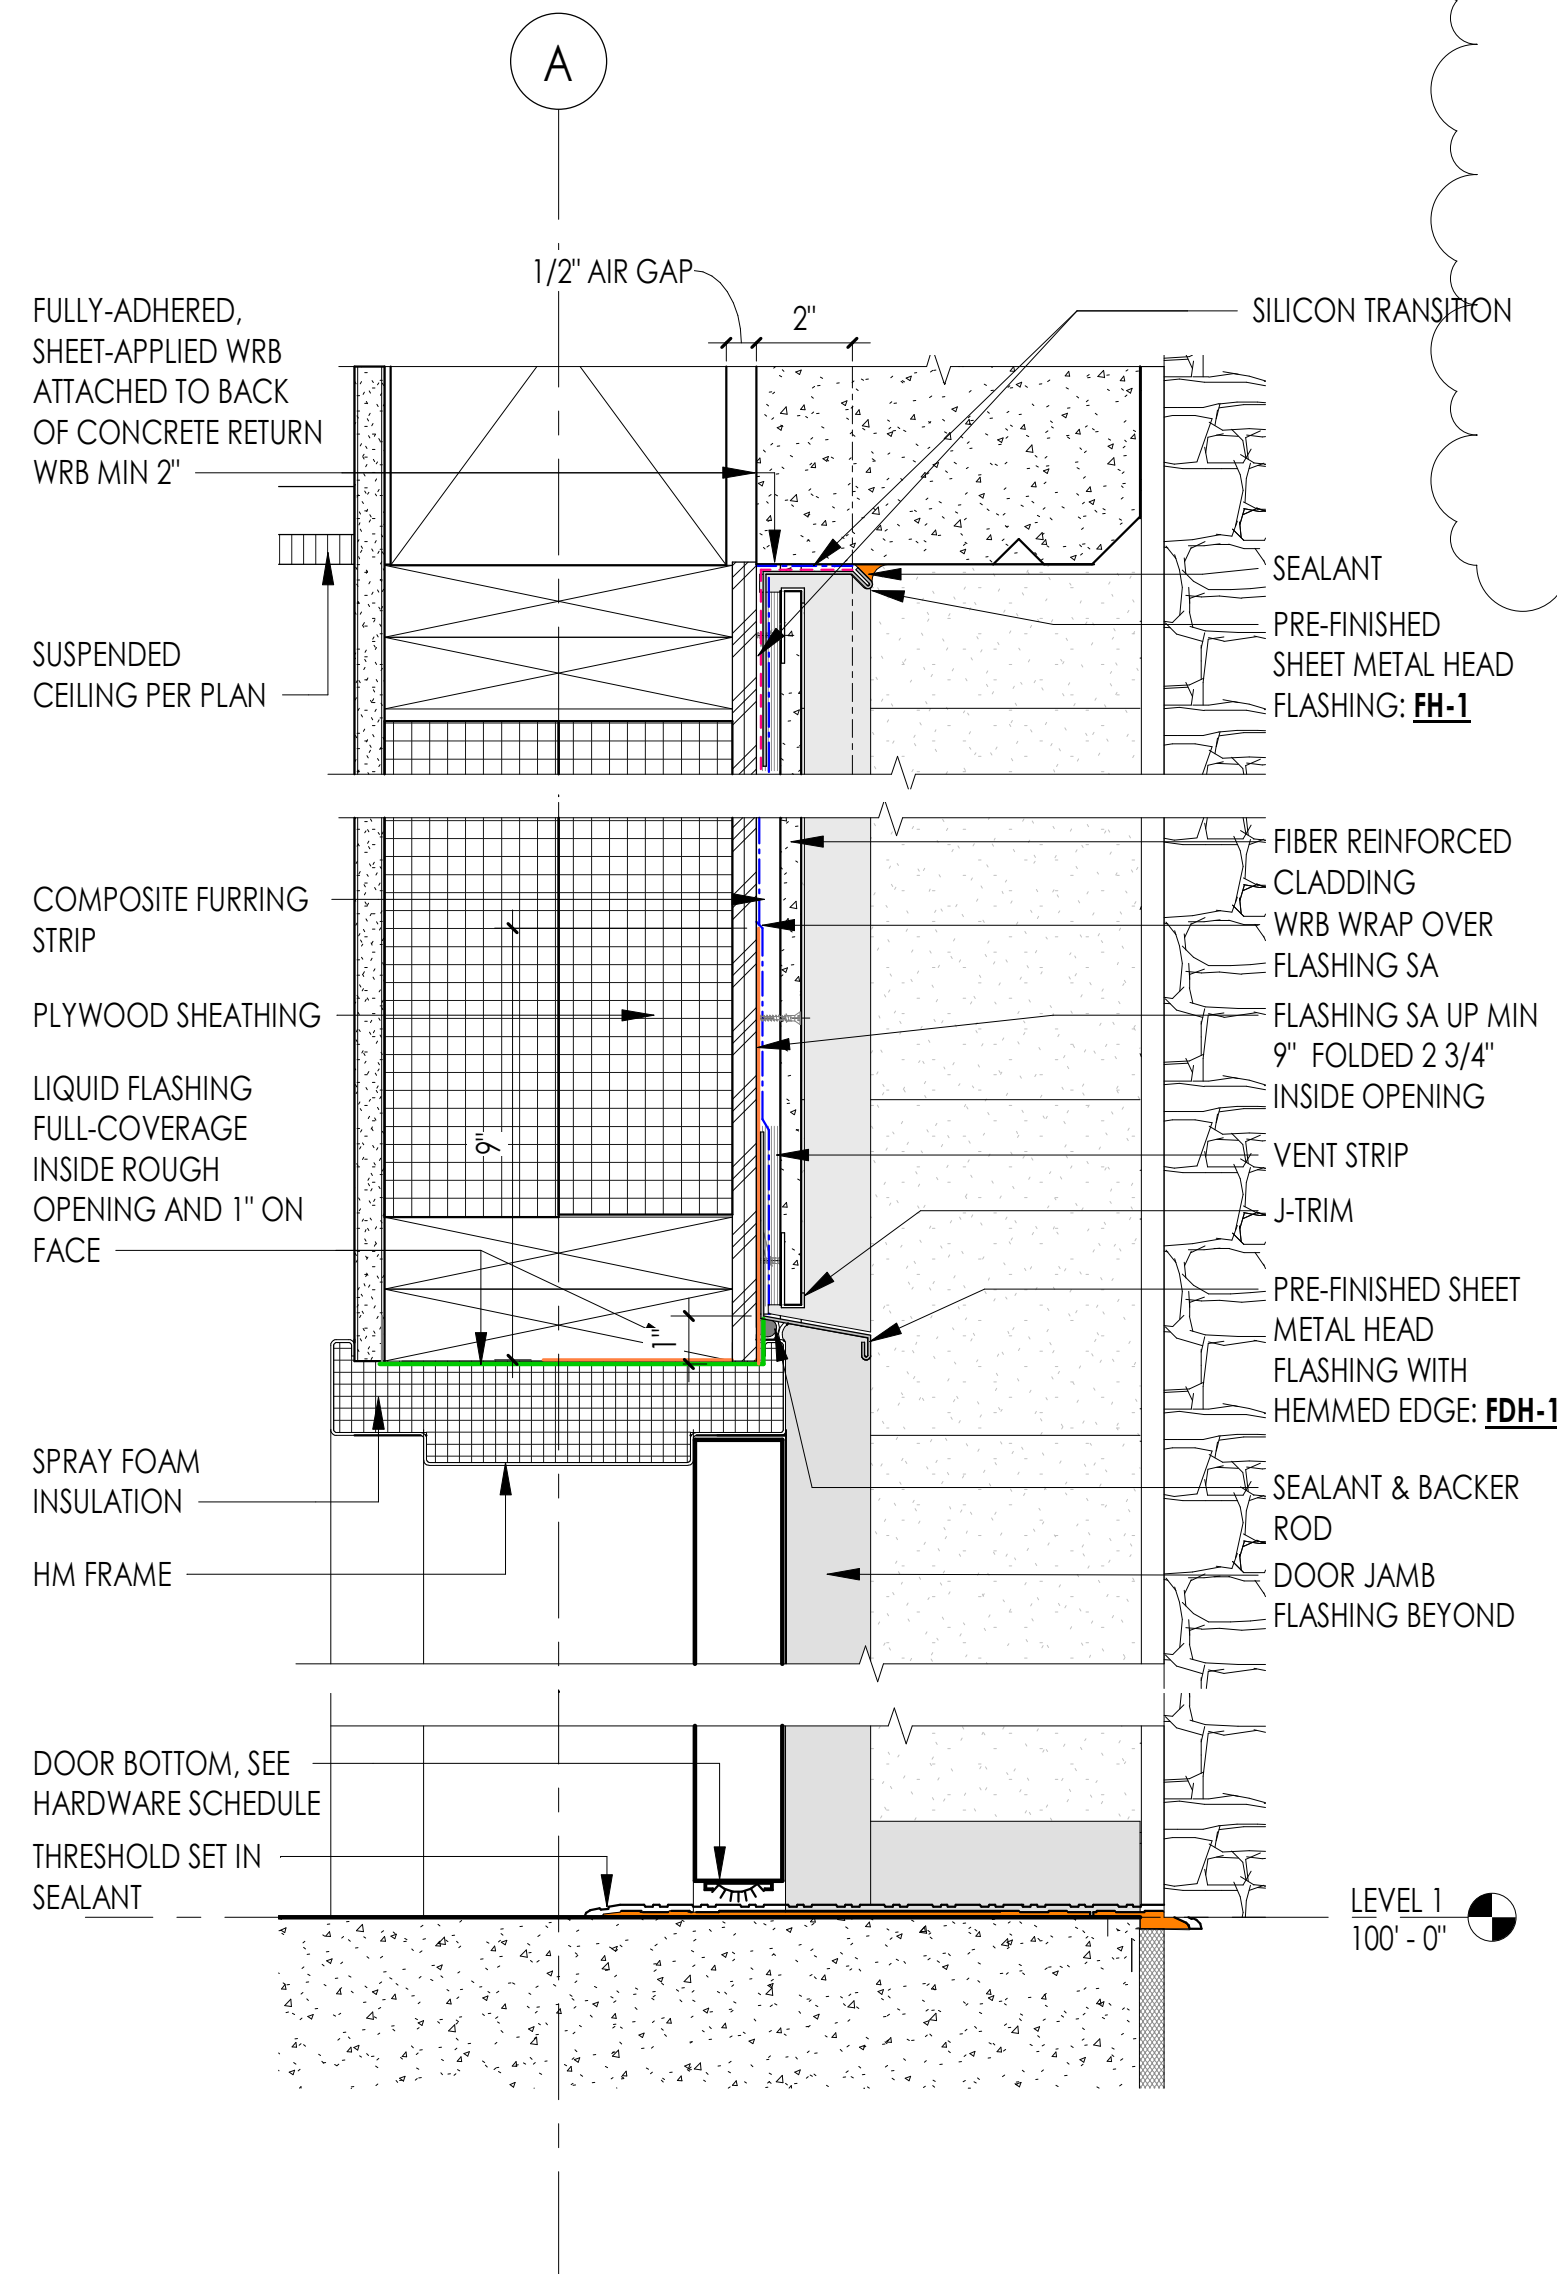 A
1/2" AIR GAP
2"
FULLY-ADHERED,
SHEET-APPLIED WRB
ATTACHED TO BACK
OF CONCRETE RETURN
WRB MIN 2"
SUSPENDED
CEILING PER PLAN
COMPOSITE FURRING
STRIP
PLYWOOD SHEATHING
LIQUID FLASHING
FULL-COVERAGE
INSIDE ROUGH
OPENING AND 1" ON
FACE
SPRAY FOAM
INSULATION
HM FRAME
DOOR BOTTOM, SEE
HARDWARE SCHEDULE
THRESHOLD SET IN
SEALANT
9"
1"
SILICON TRANSITION
SEALANT
PRE-FINISHED
SHEET METAL HEAD
FLASHING: FH-1
FIBER REINFORCED
CLADDING
WRB WRAP OVER
FLASHING SA
FLASHING SA UP MIN
9" FOLDED 2 3/4"
INSIDE OPENING
VENT STRIP
J-TRIM
PRE-FINISHED SHEET
METAL HEAD
FLASHING WITH
HEMMED EDGE: FDH-1
SEALANT & BACKER
ROD
DOOR JAMB
FLASHING BEYOND
LEVEL 1
100' - 0"